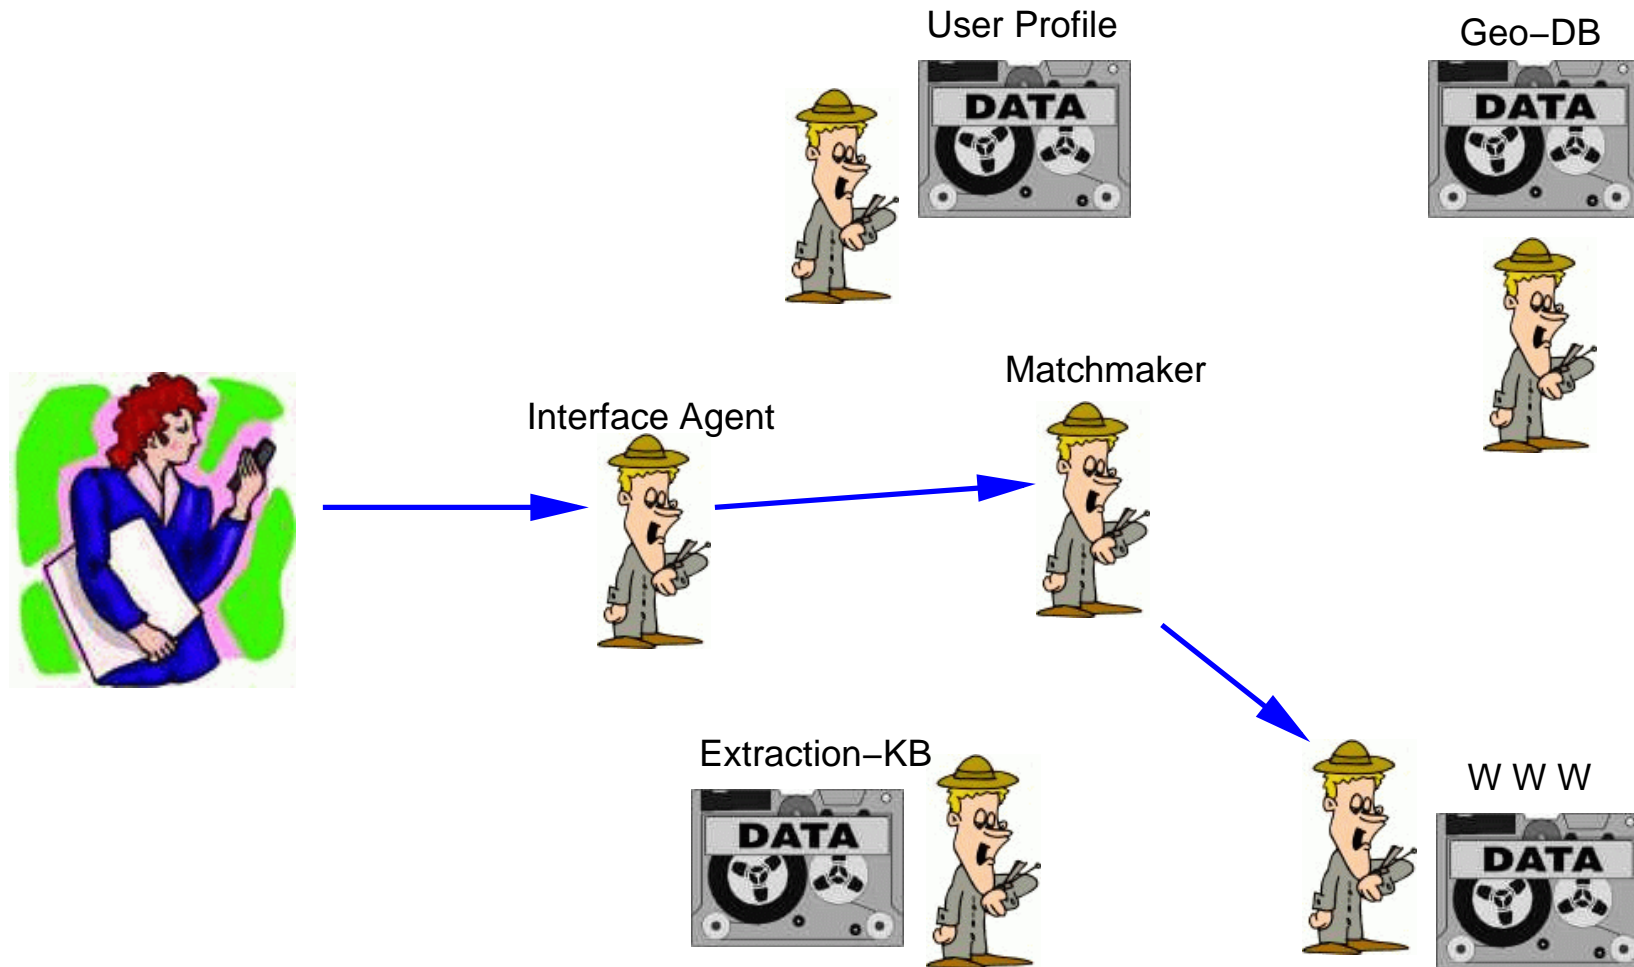 User Profile
Geo–DB
DATA
DATA
Matchmaker
Interface Agent
Extraction–KB
W W W
DATA
DATA